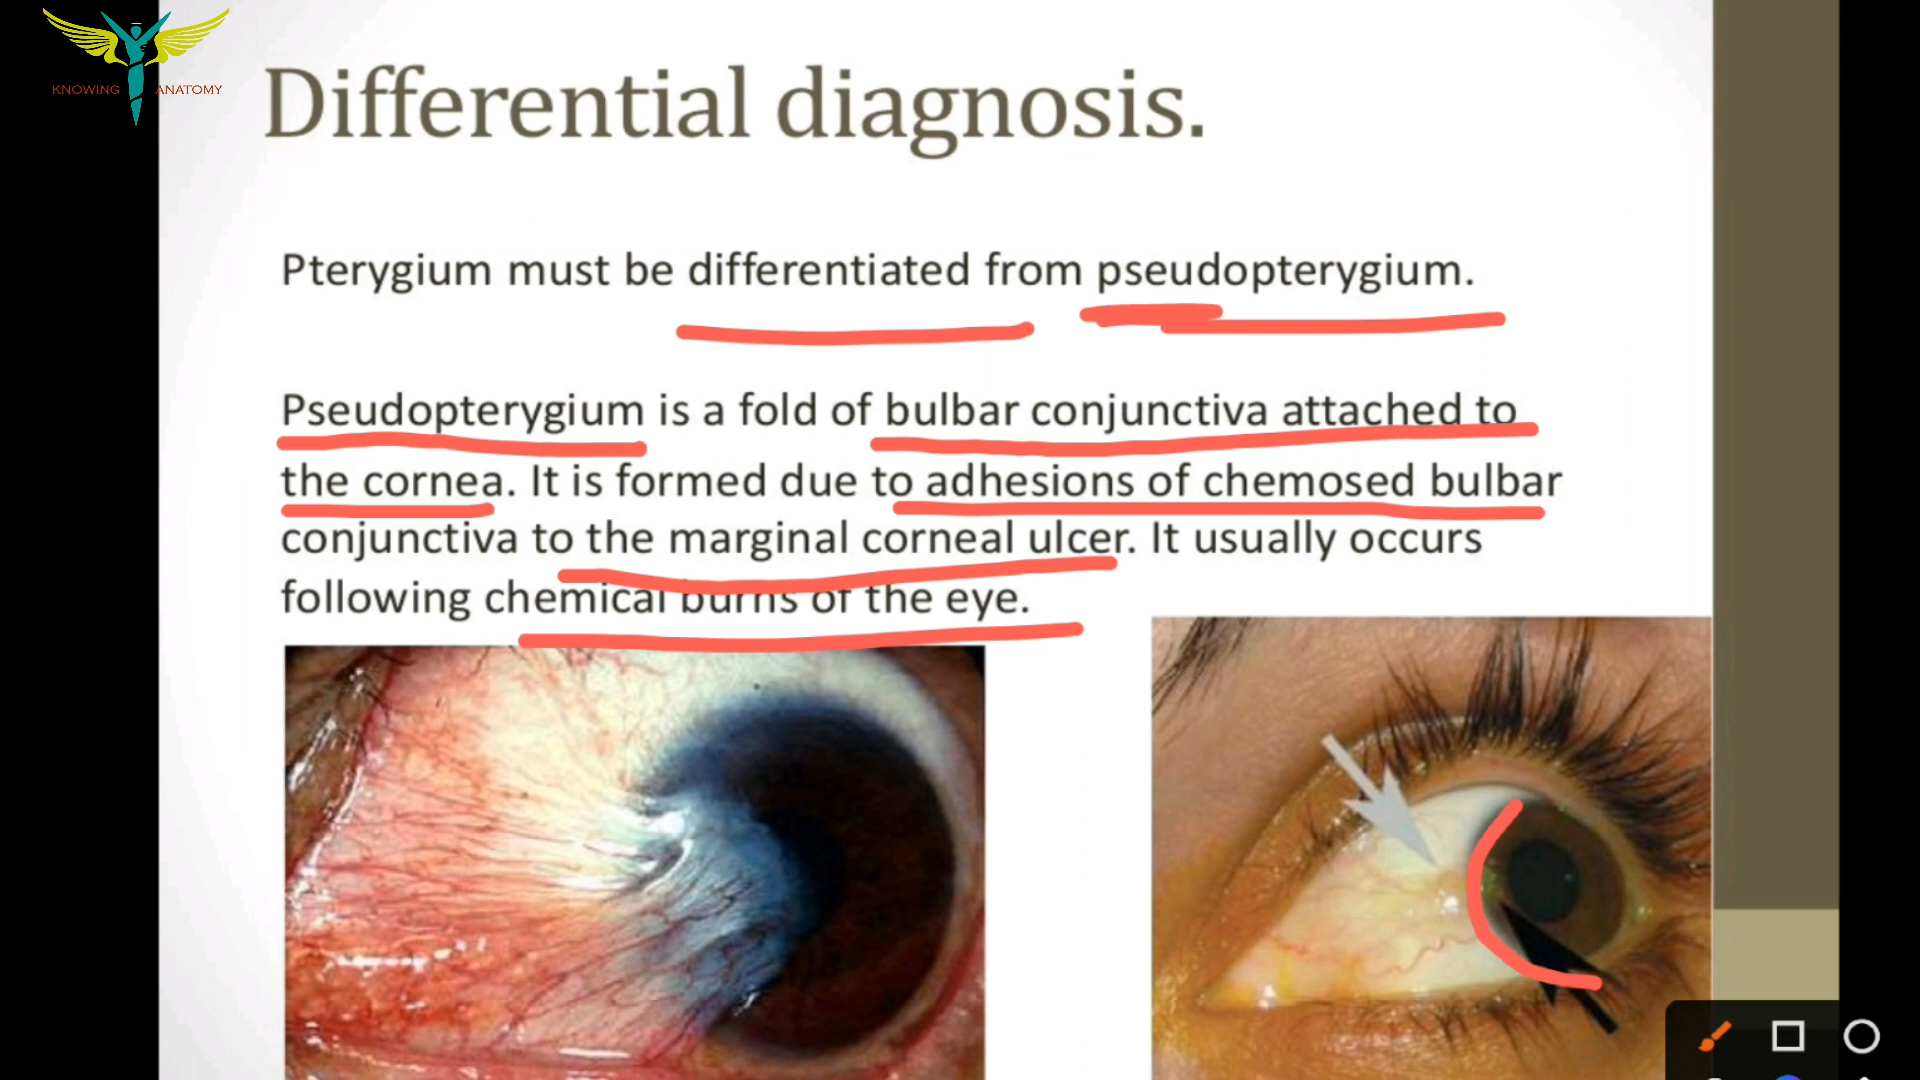 KNOWING ANATOMY
Differential diagnosis.
Pterygium must be differentiated from pseudopterygium.
Pseudopterygium is a fold of bulbar conjunctiva attached to
the cornea. It is formed due to adhesions of chemosed bulbar
conjunctiva to the marginal corneal ulcer. It usually occurs
following chemical burns of the eye.